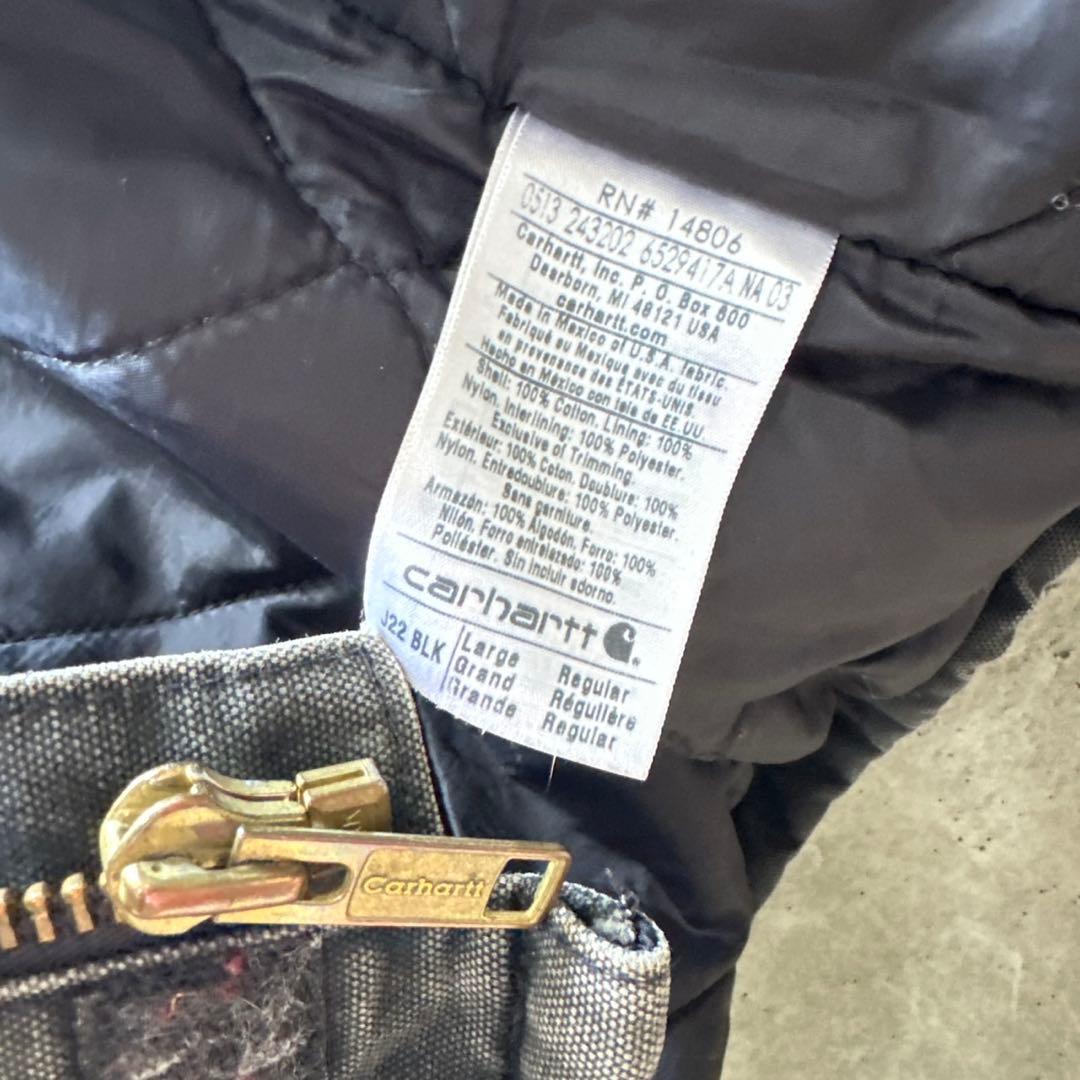 RN# 14806
0513 243202 6529417A NA 03
Carhartt, Inc. P. O. Box 600
Dearborn, MI 48121 USA
carhartt.com
Made in Mexico of U.S.A. fabric.
Fabriqué au Mexique avec du tissu
en provenance des ÉTATS-UNIS.
Hecho en México con tela de EE.UU.
Shell: 100% Cotton. Lining: 100%
Nylon. Interlining: 100% Polyester.
Exclusive of Trimming.
Extérieur: 100% Coton. Doublure: 100%
Nylon. Entredoublure: 100% Polyester.
Sans garniture.
Armazón: 100% Algodón. Forro: 100%
Nilón. Forro entrelazado: 100%
Poliéster. Sin incluir adorno.
carhartt
J22 BLK
Large Regular
Grand Régulière
Grande Regular
Carhartt